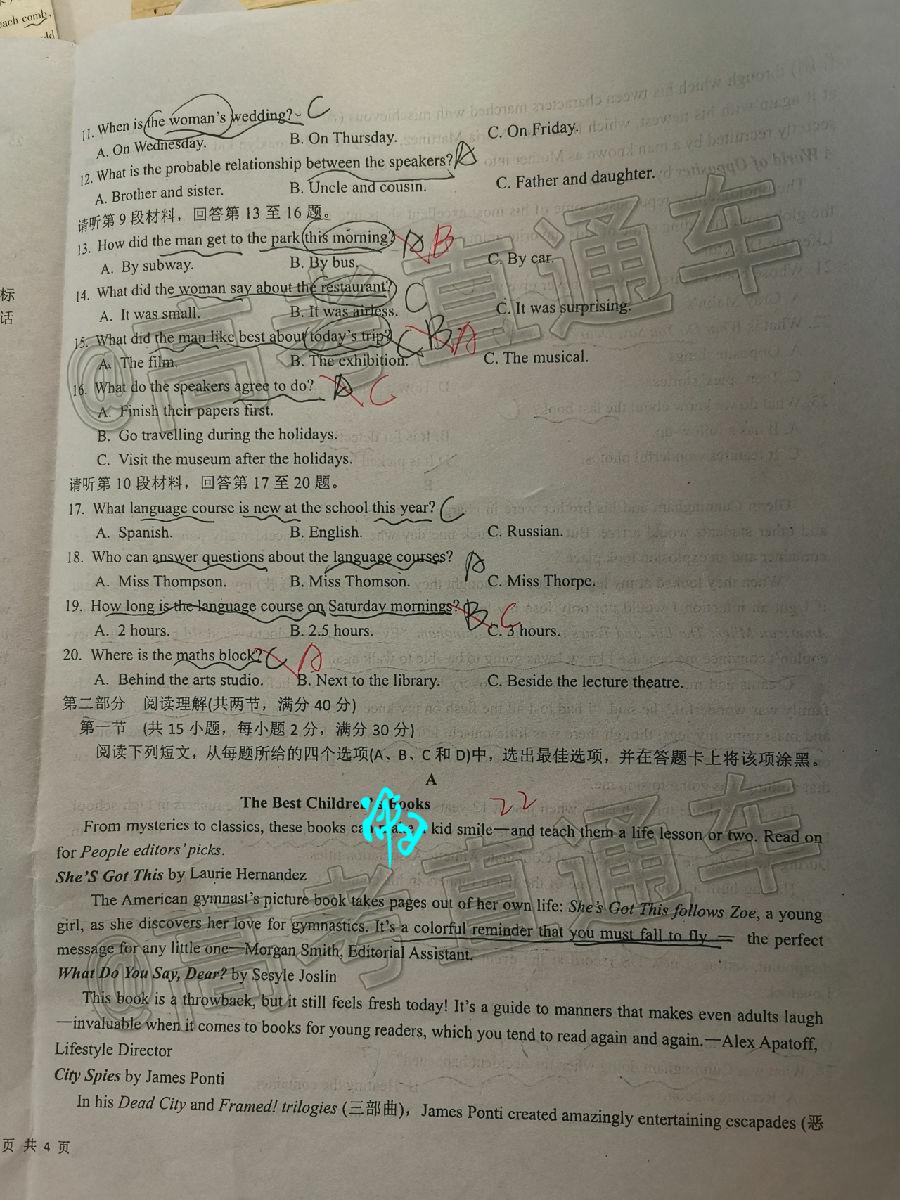 each comb,
11. When is the woman's wedding? C
A. On Wednesday. B. On Thursday. C. On Friday.
12. What is the probable relationship between the speakers? A
A. Brother and sister. B. Uncle and cousin. C. Father and daughter.
请听第9段材料，回答第13至16题。
13. How did the man get to the park this morning? A B
A. By subway. B. By bus. C. By car.
14. What did the woman say about the restaurant? C
A. It was small. B. It was airless. C. It was surprising.
15. What did the man like best about today's trip? C B A
A. The film. B. The exhibition. C. The musical.
16. What do the speakers agree to do? A C
A. Finish their papers first.
B. Go travelling during the holidays.
C. Visit the museum after the holidays.
请听第10段材料，回答第17至20题。
17. What language course is new at the school this year? C
A. Spanish. B. English. C. Russian.
18. Who can answer questions about the language courses? A
A. Miss Thompson. B. Miss Thomson. C. Miss Thorpe.
19. How long is the language course on Saturday mornings? B C
A. 2 hours. B. 2.5 hours. C. 3 hours.
20. Where is the maths block? C A
A. Behind the arts studio. B. Next to the library. C. Beside the lecture theatre.
第二部分 阅读理解(共两节，满分40分)
第一节 (共15小题，每小题2分，满分30分)
阅读下列短文，从每题所给的四个选项(A、B、C和D)中，选出最佳选项，并在答题卡上将该项涂黑。
A
The Best Children's Books 22
From mysteries to classics, these books can kid smile—and teach them a life lesson or two. Read on
for People editors' picks.
She'S Got This by Laurie Hernandez
The American gymnast's picture book takes pages out of her own life: She's Got This follows Zoe, a young
girl, as she discovers her love for gymnastics. It's a colorful reminder that you must fall to fly — the perfect
message for any little one—Morgan Smith, Editorial Assistant.
What Do You Say, Dear? by Sesyle Joslin
This book is a throwback, but it still feels fresh today! It's a guide to manners that makes even adults laugh
—invaluable when it comes to books for young readers, which you tend to read again and again.—Alex Apatoff,
Lifestyle Director
City Spies by James Ponti
In his Dead City and Framed! trilogies (三部曲), James Ponti created amazingly entertaining escapades (恶
页 共 4 页
标
话
@高考直通车
@高考直通车